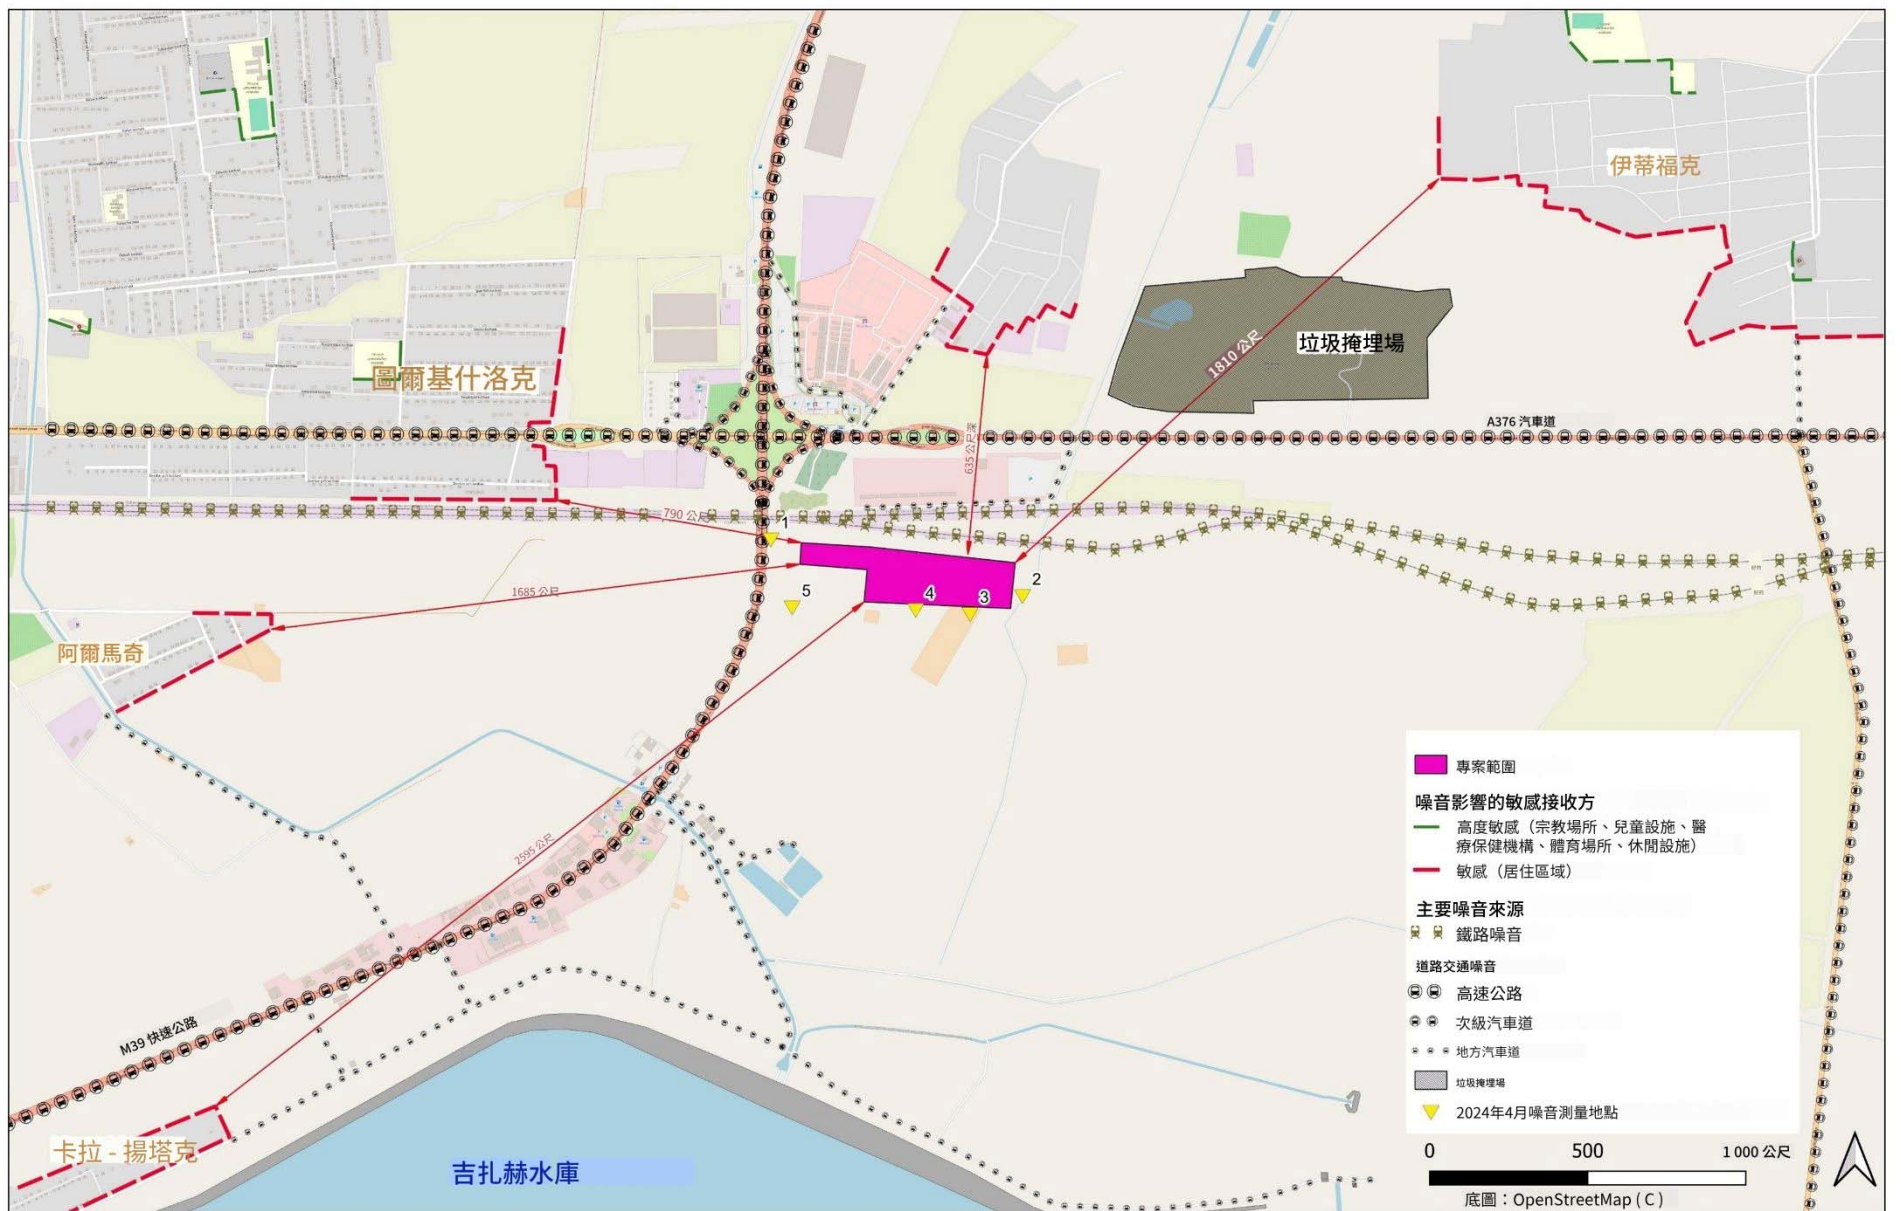 伊蒂福克
垃圾掩埋場
1810 公尺
圖爾基什洛克
A376 汽車道
635 公尺
790 公尺
1
2
3
4
5
1685 公尺
阿爾馬奇
2595 公尺
M39 快速公路
卡拉 - 揚塔克
吉扎赫水庫
專案範圍
噪音影響的敏感接收方
高度敏感（宗教場所、兒童設施、醫
療保健機構、體育場所、休閒設施）
敏感（居住區域）
主要噪音來源
鐵路噪音
道路交通噪音
高速公路
次級汽車道
地方汽車道
垃圾掩埋場
2024年4月噪音測量地點
0 500 1 000 公尺
底圖：OpenStreetMap ( C )